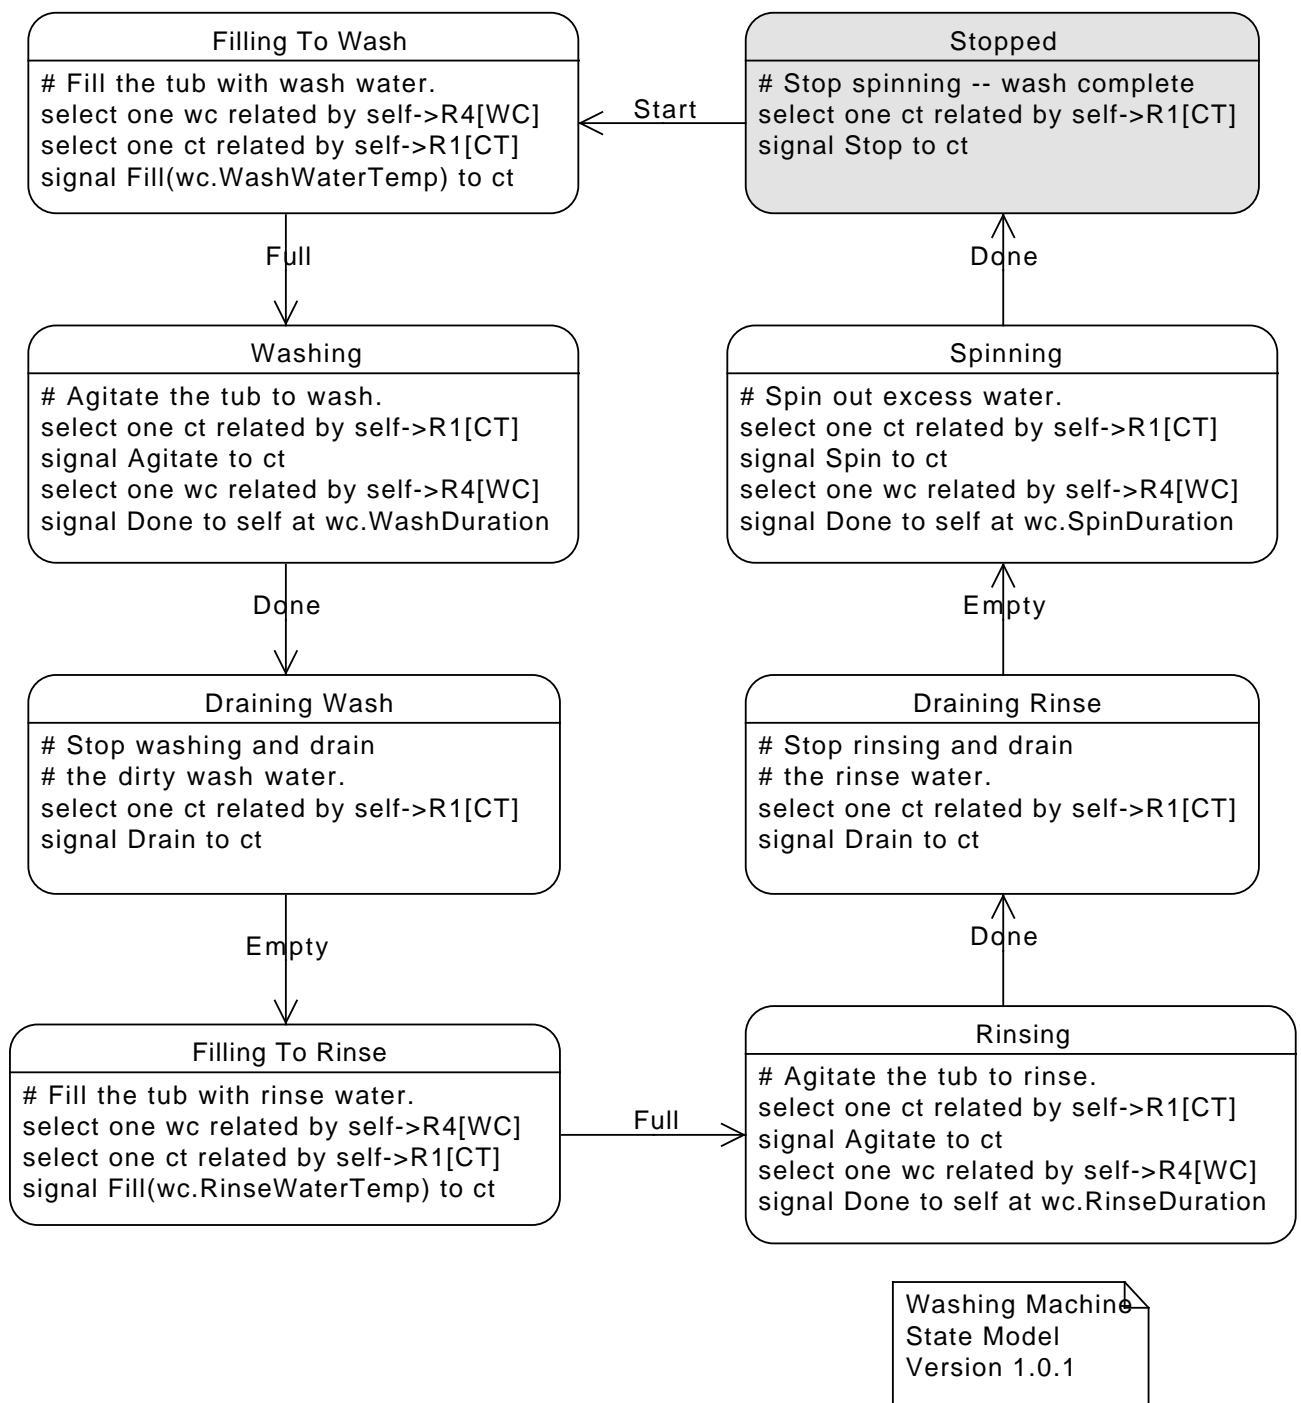 Filling To Wash
# Fill the tub with wash water.
select one wc related by self->R4[WC]
select one ct related by self->R1[CT]
signal Fill(wc.WashWaterTemp) to ct
Start
Stopped
# Stop spinning -- wash complete
select one ct related by self->R1[CT]
signal Stop to ct
Full
Done
Washing
# Agitate the tub to wash.
select one ct related by self->R1[CT]
signal Agitate to ct
select one wc related by self->R4[WC]
signal Done to self at wc.WashDuration
Spinning
# Spin out excess water.
select one ct related by self->R1[CT]
signal Spin to ct
select one wc related by self->R4[WC]
signal Done to self at wc.SpinDuration
Done
Empty
Draining Wash
# Stop washing and drain
# the dirty wash water.
select one ct related by self->R1[CT]
signal Drain to ct
Draining Rinse
# Stop rinsing and drain
# the rinse water.
select one ct related by self->R1[CT]
signal Drain to ct
Empty
Done
Filling To Rinse
# Fill the tub with rinse water.
select one wc related by self->R4[WC]
select one ct related by self->R1[CT]
signal Fill(wc.RinseWaterTemp) to ct
Full
Rinsing
# Agitate the tub to rinse.
select one ct related by self->R1[CT]
signal Agitate to ct
select one wc related by self->R4[WC]
signal Done to self at wc.RinseDuration
Washing Machine
State Model
Version 1.0.1